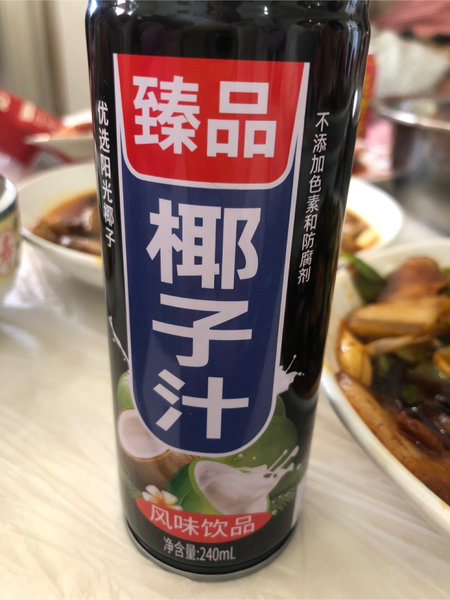 臻品
优选阳光椰子
不添加色素和防腐剂
椰子汁
风味饮品
净含量:240mL